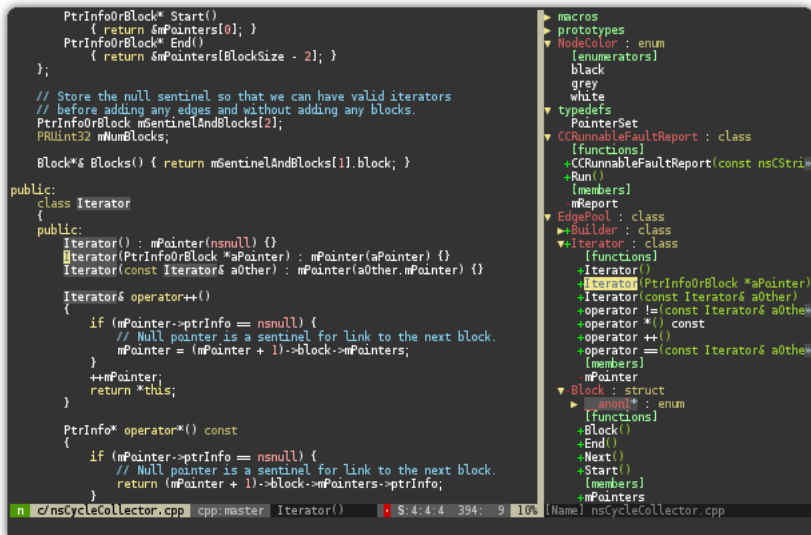 PtrInfoOrBlock* Start()
{ return &mPointers[0]; }
PtrInfoOrBlock* End()
{ return &mPointers[BlockSize - 2]; }
};
// Store the null sentinel so that we can have valid iterators
// before adding any edges and without adding any blocks.
PtrInfoOrBlock mSentinelAndBlocks[2];
PRUint32 mNumBlocks;
Block*& Blocks() { return mSentinelAndBlocks[1].block; }
public:
class Iterator
{
public:
Iterator() : mPointer(nsnull) {}
Iterator(PtrInfoOrBlock *aPointer) : mPointer(aPointer) {}
Iterator(const Iterator& aOther) : mPointer(aOther.mPointer) {}
Iterator& operator++()
{
if (mPointer->ptrInfo == nsnull) {
// Null pointer is a sentinel for link to the next block.
mPointer = (mPointer + 1)->block->mPointers;
}
++mPointer;
return *this;
}
PtrInfo* operator*() const
{
if (mPointer->ptrInfo == nsnull) {
// Null pointer is a sentinel for link to the next block.
return (mPointer + 1)->block->mPointers->ptrInfo;
}
n c/nsCycleCollector.cpp cpp:master Iterator() S:4:4:4 394: 9 10%
▶ macros
▶ prototypes
▼ NodeColor : enum
[enumerators]
black
grey
white
▼ typedefs
PointerSet
▼ CCRunnableFaultReport : class
[functions]
+CCRunnableFaultReport(const nsCStri»
+Run()
[members]
-mReport
▼ EdgePool : class
▶+Builder : class
▼+Iterator : class
[functions]
+Iterator()
+Iterator(PtrInfoOrBlock *aPointer)
+Iterator(const Iterator& aOther)
+operator !=(const Iterator& aOthe»
+operator *() const
+operator ++()
+operator ==(const Iterator& aOthe»
[members]
-mPointer
▼-Block : struct
▶ __anon1* : enum
[functions]
+Block()
+End()
+Next()
+Start()
[members]
+mPointers
[Name] nsCycleCollector.cpp